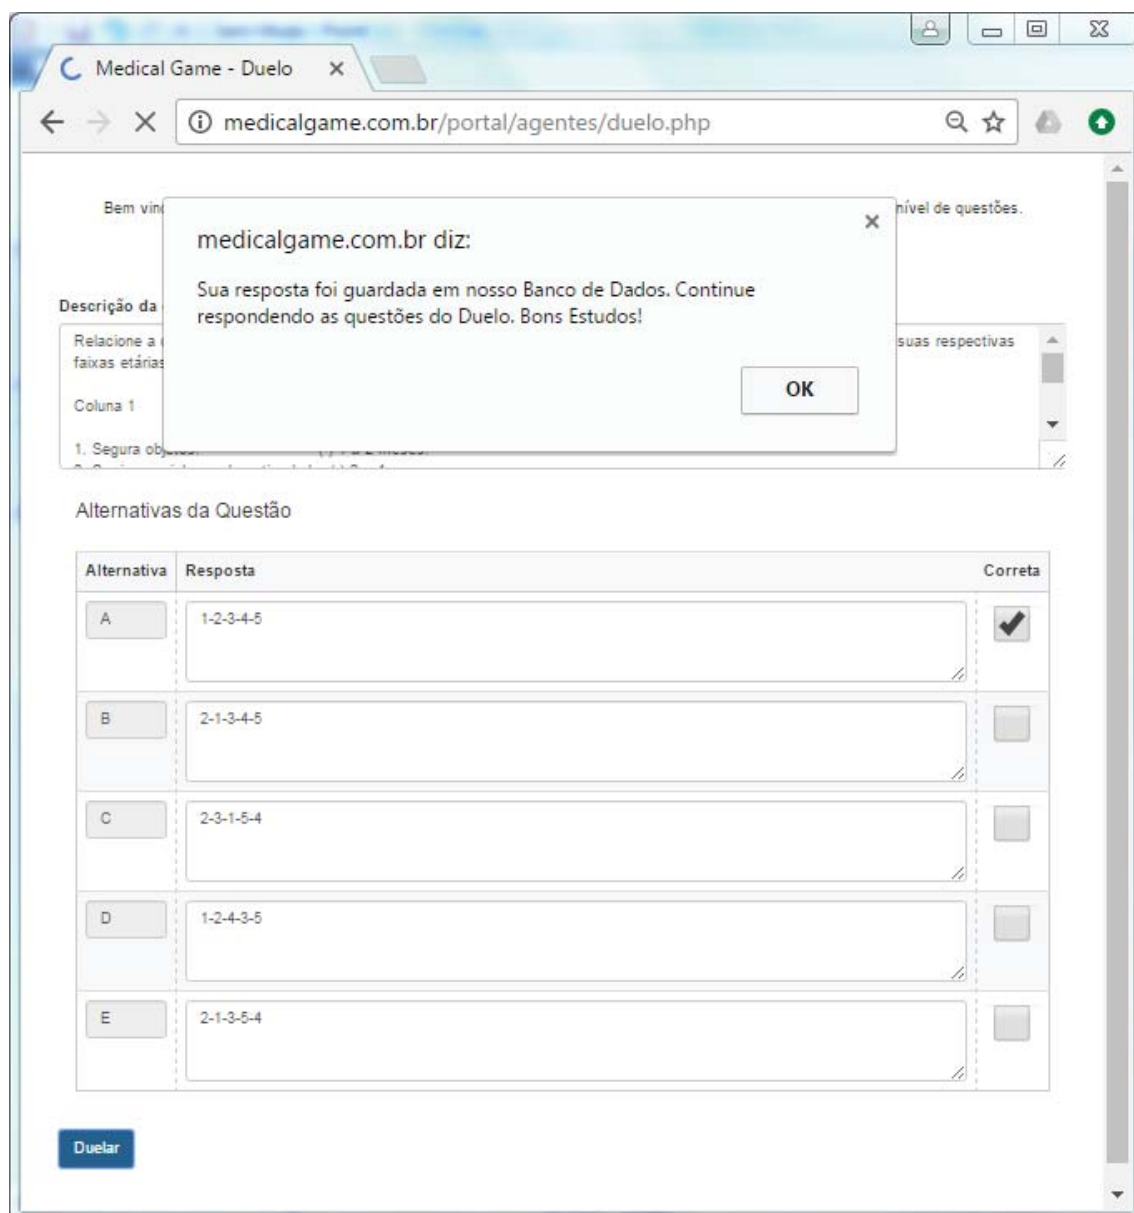 Medical Game - Duelo
medicalgame.com.br/portal/agentes/duelo.php
Bem nível de questões.
medicalgame.com.br diz:
Sua resposta foi guardada em nosso Banco de Dados. Continue
respondendo as questões do Duelo. Bons Estudos!
OK
Descrição da
Relacione a suas respectivas
faixas etárias
Coluna 1
1. Segura
Alternativas da Questão
Alternativa Resposta Correta
A 1-2-3-4-5
B 2-1-3-4-5
C 2-3-1-5-4
D 1-2-4-3-5
E 2-1-3-5-4
Duelar